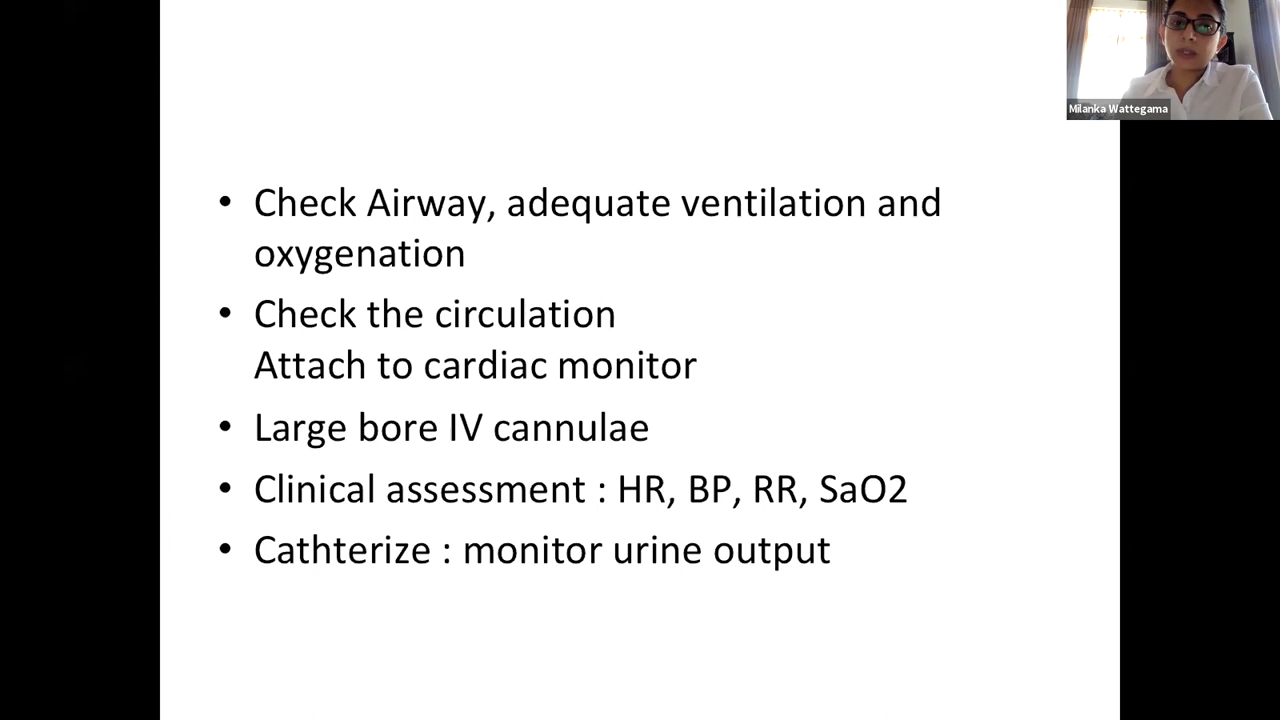 Milanka Wattegama
• Check Airway, adequate ventilation and
oxygenation
• Check the circulation
Attach to cardiac monitor
• Large bore IV cannulae
• Clinical assessment : HR, BP, RR, SaO2
• Cathterize : monitor urine output